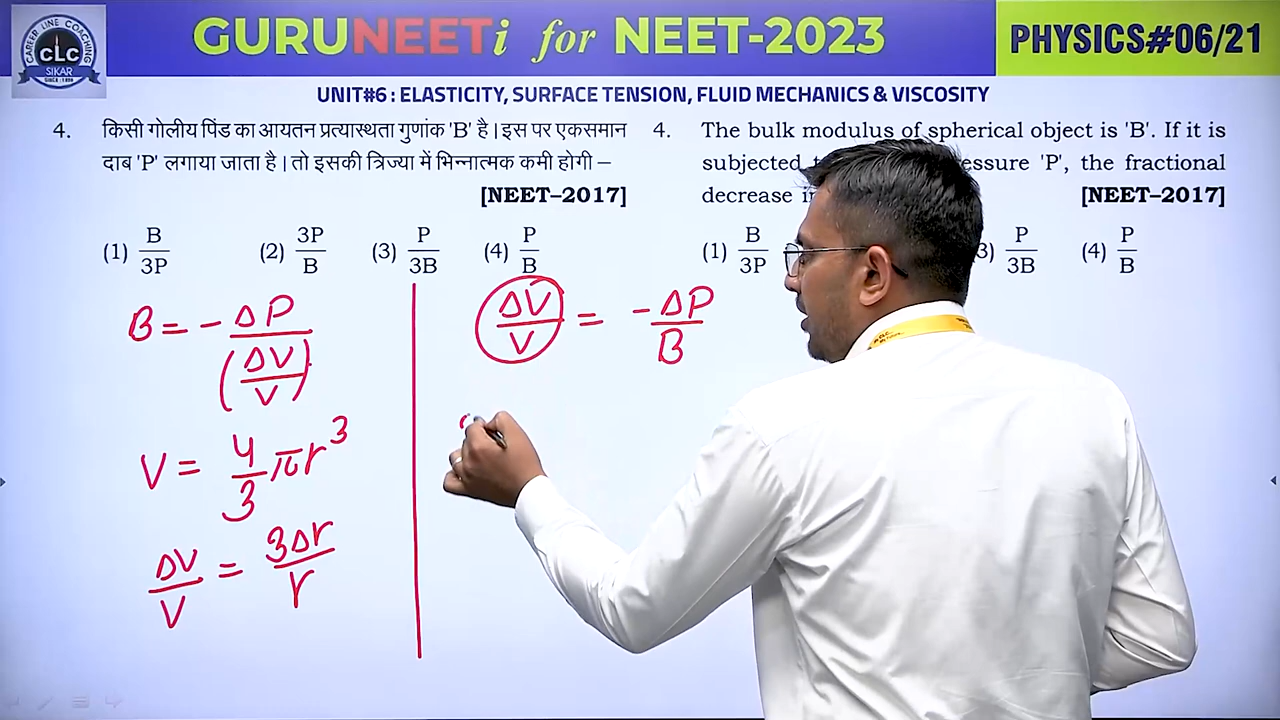 GURUNEETi for NEET-2023
PHYSICS#06/21
CAREER LINE COACHING
CLC
SIKAR
UNIT#6 : ELASTICITY, SURFACE TENSION, FLUID MECHANICS & VISCOSITY
4. किसी गोलीय पिंड का आयतन प्रत्यास्थता गुणांक 'B' है। इस पर एकसमान
दाब 'P' लगाया जाता है। तो इसकी त्रिज्या में भिन्नात्मक कमी होगी –
[NEET–2017]
(1) B/3P (2) 3P/B (3) P/3B (4) P/B
4. The bulk modulus of spherical object is 'B'. If it is
subjected essure 'P', the fractional
decrease
[NEET–2017]
(1) B/3P 3) P/3B (4) P/B
B = - ΔP/(ΔV/V)
V = 4/3 πr³
ΔV/V = 3Δr/r
ΔV/V = -ΔP/B